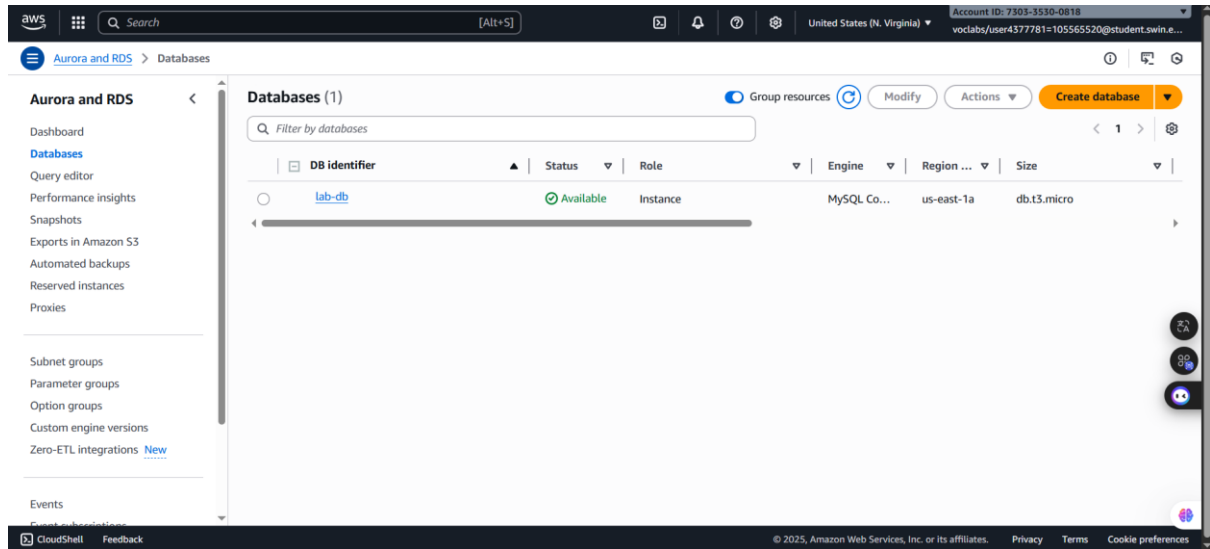 aws
Search [Alt+S]
United States (N. Virginia) ▼
Account ID: 7303-3530-0818
voclabs/user4377781=105565520@student.swin.e...
Aurora and RDS > Databases
Aurora and RDS
Dashboard
Databases
Query editor
Performance insights
Snapshots
Exports in Amazon S3
Automated backups
Reserved instances
Proxies
Subnet groups
Parameter groups
Option groups
Custom engine versions
Zero-ETL integrations New
Events
Event subscriptions
Databases (1)
Group resources
Modify
Actions ▼
Create database
Filter by databases
< 1 >
DB identifier Status Role Engine Region ... Size
lab-db Available Instance MySQL Co... us-east-1a db.t3.micro
CloudShell Feedback
© 2025, Amazon Web Services, Inc. or its affiliates. Privacy Terms Cookie preferences